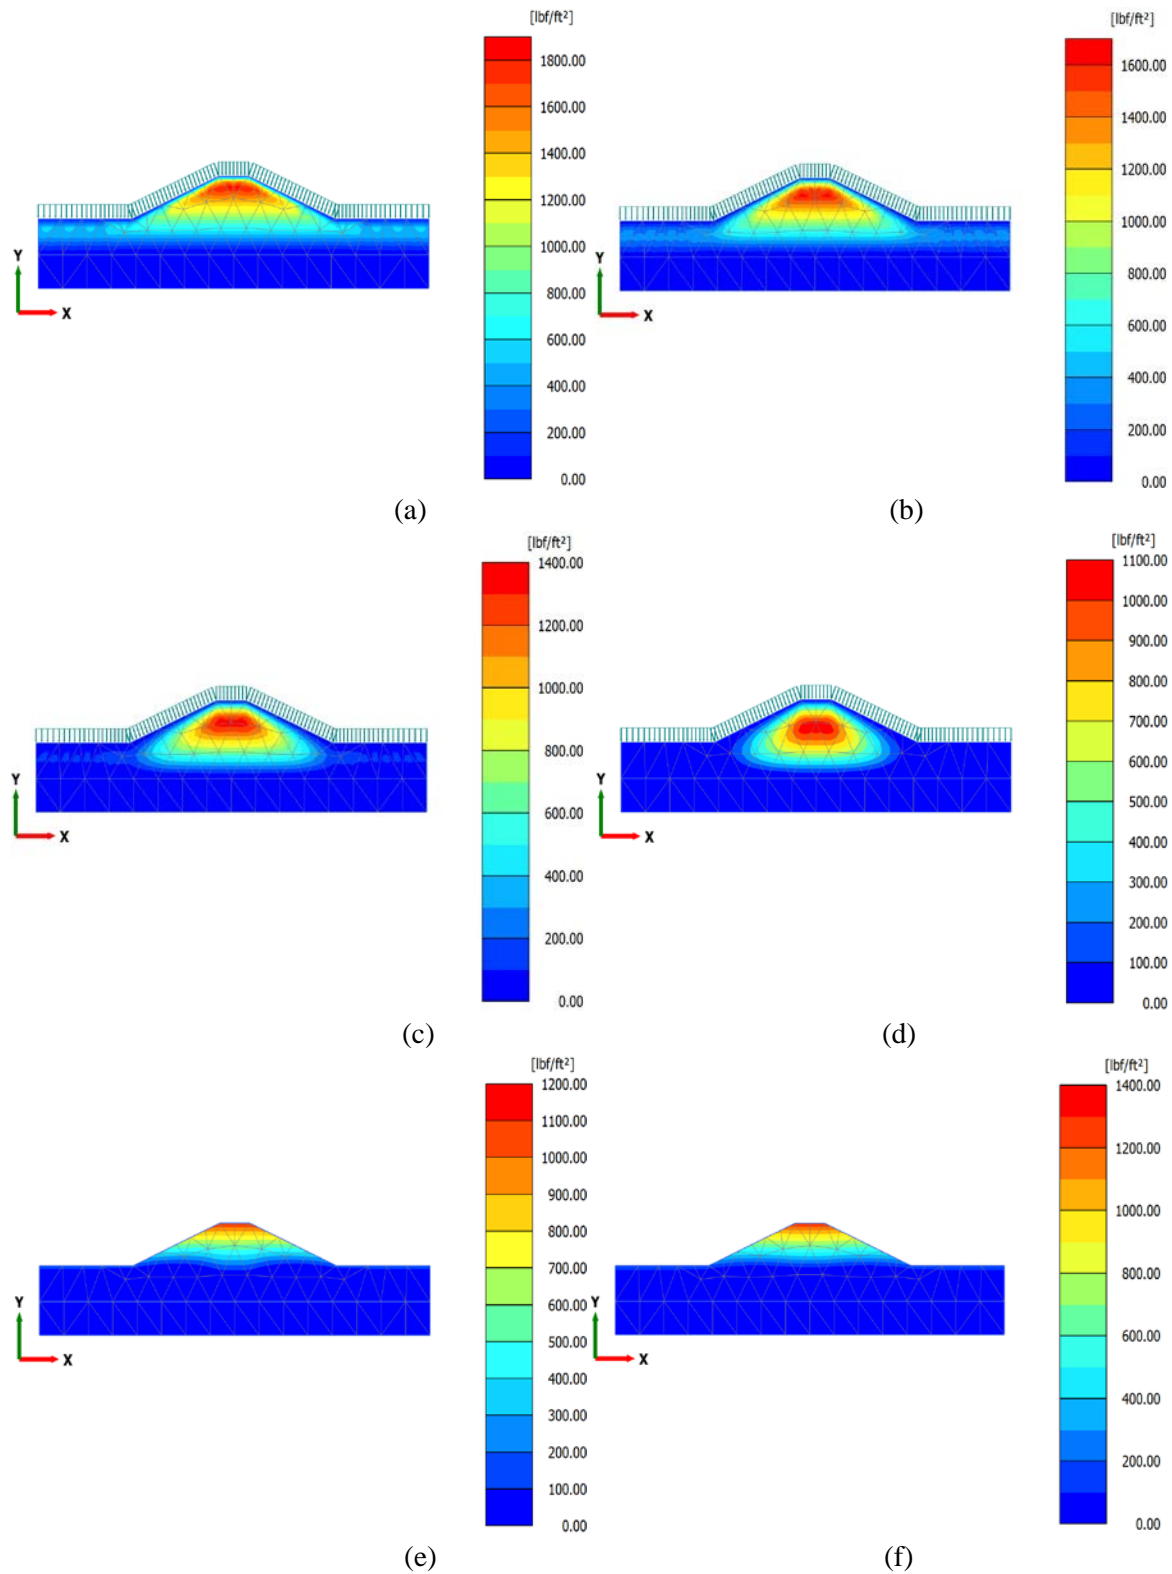 [lbf/ft²]
1800.00
1600.00
1400.00
1200.00
1000.00
800.00
600.00
400.00
200.00
0.00
Y
X
(a)
[lbf/ft²]
1600.00
1400.00
1200.00
1000.00
800.00
600.00
400.00
200.00
0.00
Y
X
(b)
[lbf/ft²]
1400.00
1200.00
1000.00
800.00
600.00
400.00
200.00
0.00
Y
X
(c)
[lbf/ft²]
1100.00
1000.00
900.00
800.00
700.00
600.00
500.00
400.00
300.00
200.00
100.00
0.00
Y
X
(d)
[lbf/ft²]
1200.00
1100.00
1000.00
900.00
800.00
700.00
600.00
500.00
400.00
300.00
200.00
100.00
0.00
Y
X
(e)
[lbf/ft²]
1400.00
1200.00
1000.00
800.00
600.00
400.00
200.00
0.00
Y
X
(f)